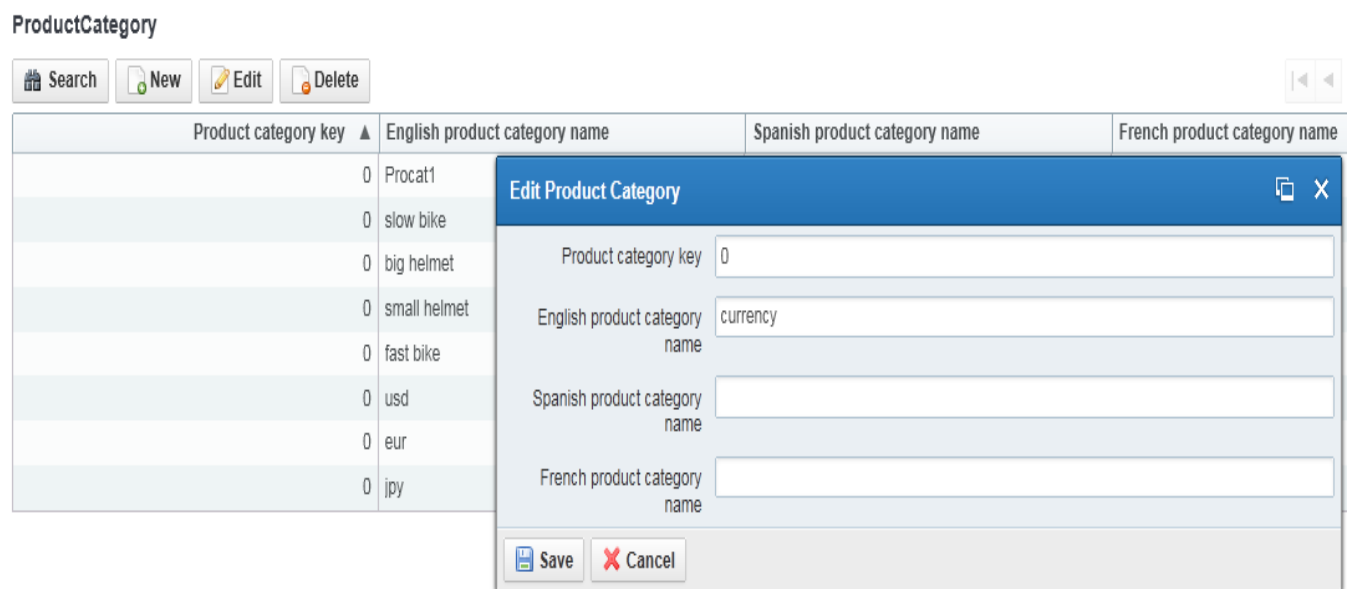 ProductCategory
Search New Edit Delete
Product category key English product category name Spanish product category name French product category name
0 Procat1
0 slow bike
0 big helmet
0 small helmet
0 fast bike
0 usd
0 eur
0 jpy
Edit Product Category
Product category key 0
English product category currency
name
Spanish product category
name
French product category
name
Save Cancel